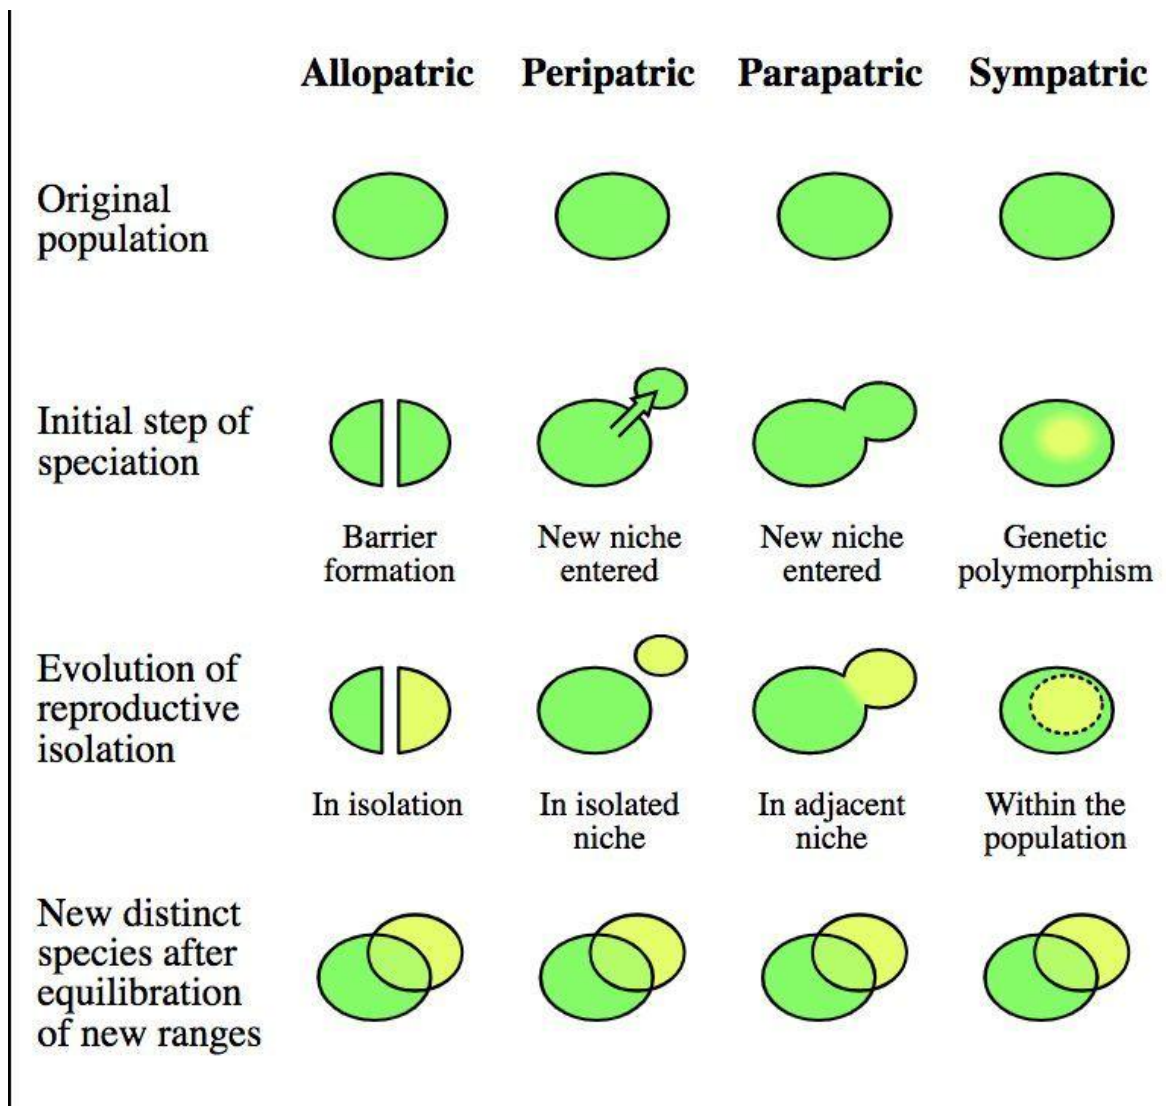 Allopatric Peripatric Parapatric Sympatric
Original
population
Initial step of
speciation
Barrier
formation
New niche
entered
New niche
entered
Genetic
polymorphism
Evolution of
reproductive
isolation
In isolation
In isolated
niche
In adjacent
niche
Within the
population
New distinct
species after
equilibration
of new ranges